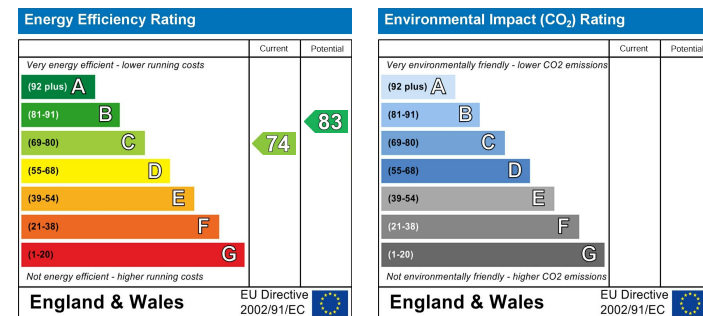 Energy Efficiency Rating
Current Potential
Very energy efficient - lower running costs
(92 plus) A
(81-91) B
83
(69-80) C
74
(55-68) D
(39-54) E
(21-38) F
(1-20) G
Not energy efficient - higher running costs
England & Wales
EU Directive
2002/91/EC
Environmental Impact (CO2) Rating
Current Potential
Very environmentally friendly - lower CO2 emissions
(92 plus) A
(81-91) B
(69-80) C
(55-68) D
(39-54) E
(21-38) F
(1-20) G
Not environmentally friendly - higher CO2 emissions
England & Wales
EU Directive
2002/91/EC